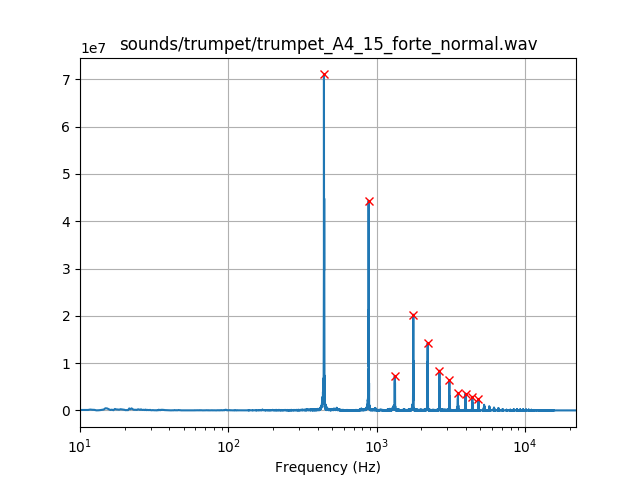 sounds/trumpet/trumpet_A4_15_forte_normal.wav
1e7
7
6
5
4
3
2
1
0
10¹ 10² 10³ 10⁴
Frequency (Hz)